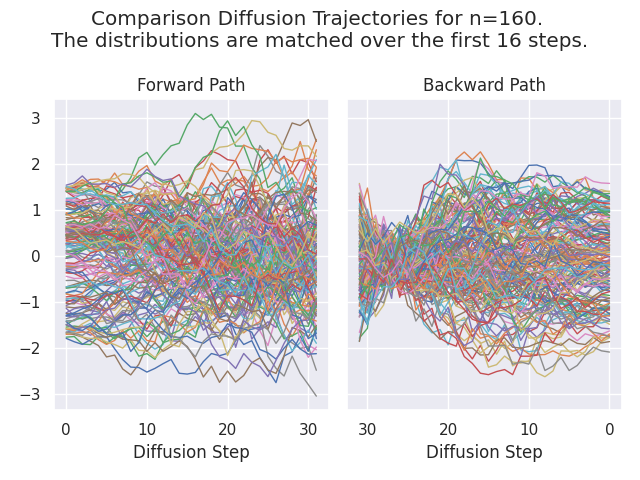 Comparison Diffusion Trajectories for n=160.
The distributions are matched over the first 16 steps.
Forward Path
Backward Path
3
2
1
0
−1
−2
−3
0 10 20 30
30 20 10 0
Diffusion Step
Diffusion Step